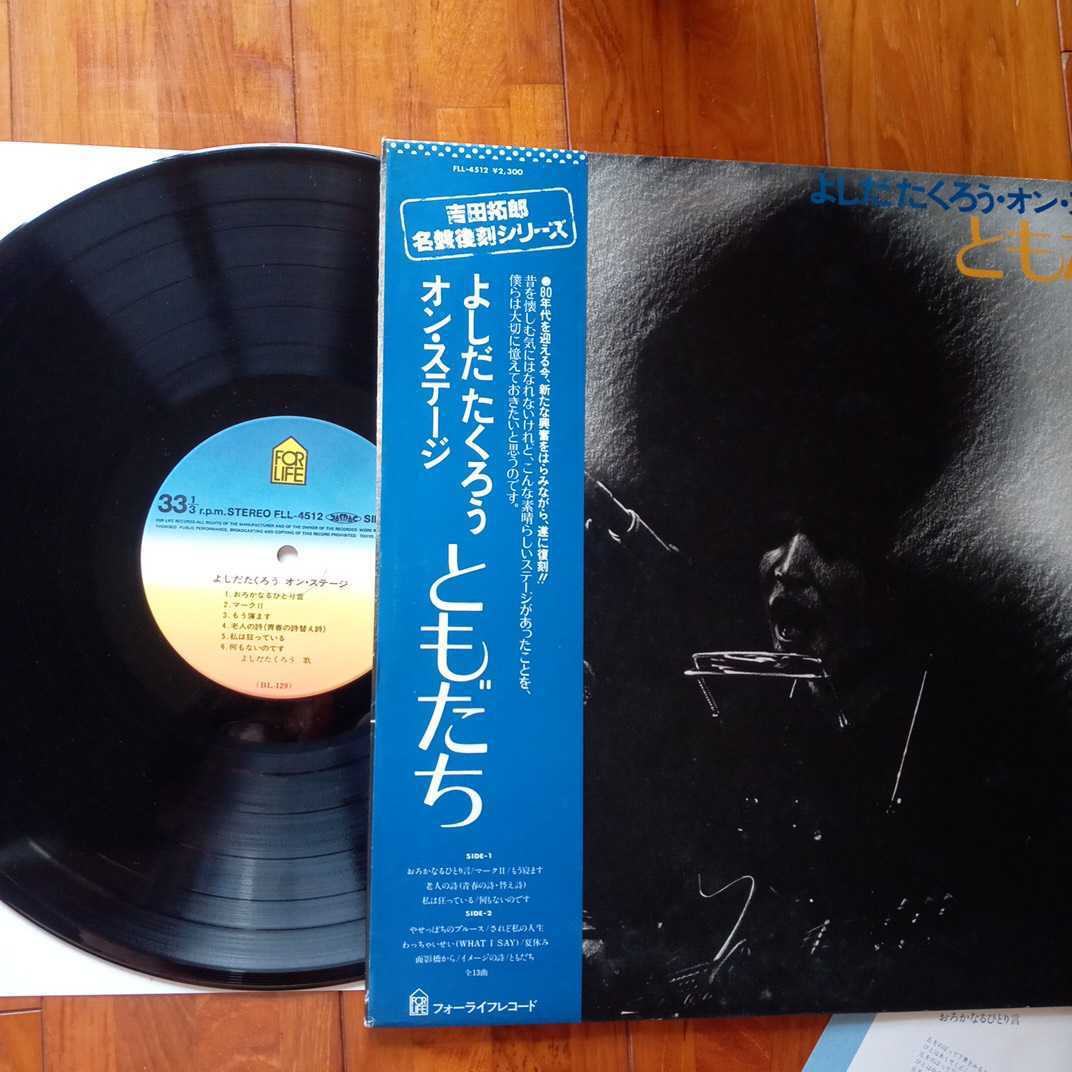 FLL-4512 ¥2,300
吉田拓郎
名盤復刻シリーズ
よしだたくろう
オン・ステージ
ともだち
●80年代を迎える今、新たな興奮をはらみながら、遂に復刻!!
昔を懐しむ気にはなれないけれど、こんな素晴らしいステージがあったことを、
僕らは大切に憶えておきたいと思うのです。
SIDE-1
おろかなるひとり言/マークII/もう寝ます
老人の詩(青春の詩・替え詩)
私は狂っている/何もないのです
SIDE-2
やせっぱちのブルース/されど私の人生
わっちゃいせい(WHAT I SAY)/夏休み
面影橋から/イメージの詩/ともだち
全13曲
FOR LIFE フォーライフレコード
よしだたくろう・オン・ス
ともだ
FOR
LIFE
33 1/3 r.p.m. STEREO FLL-4512 SI
よしだたくろう オン・ステージ
1. おろかなるひとり言
2. マークII
3. もう寝ます
4. 老人の詩(青春の詩替え詩)
5. 私は狂っている
6. 何もないのです
よしだたくろう 歌
(BL-129)
おろかなるひとり言